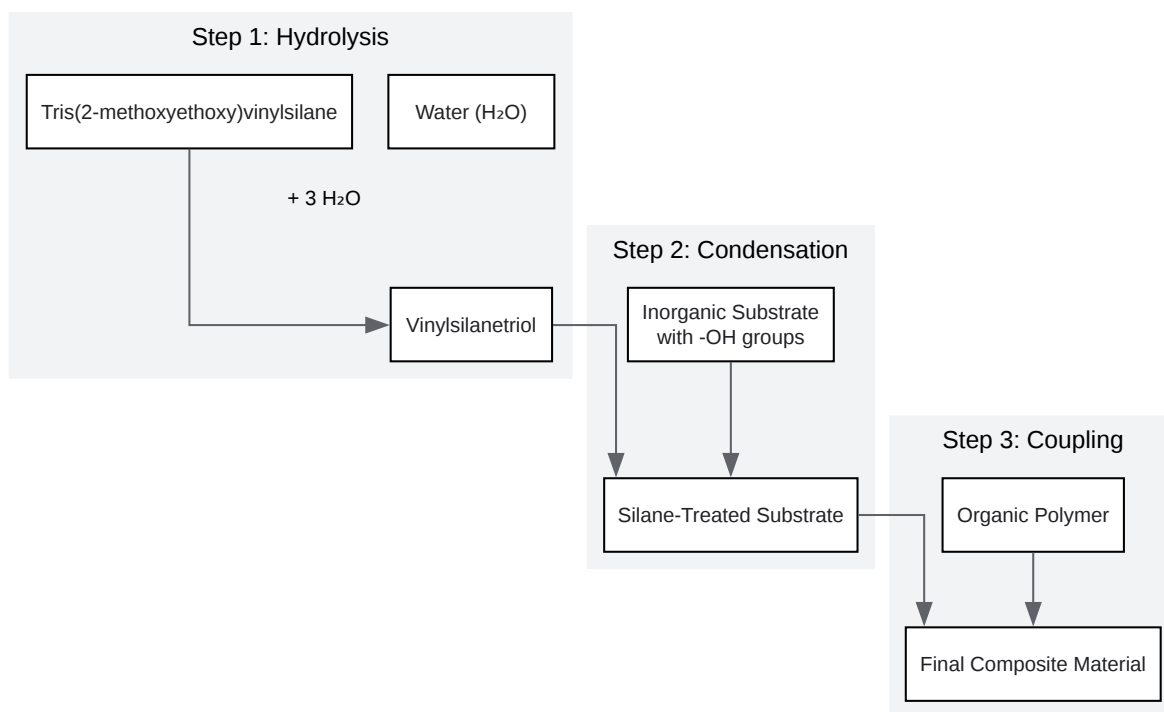 Step 1: Hydrolysis
Tris(2-methoxyethoxy)vinylsilane
Water (H₂O)
+ 3 H₂O
Vinylsilanetriol
Step 2: Condensation
Inorganic Substrate
with -OH groups
Silane-Treated Substrate
Step 3: Coupling
Organic Polymer
Final Composite Material